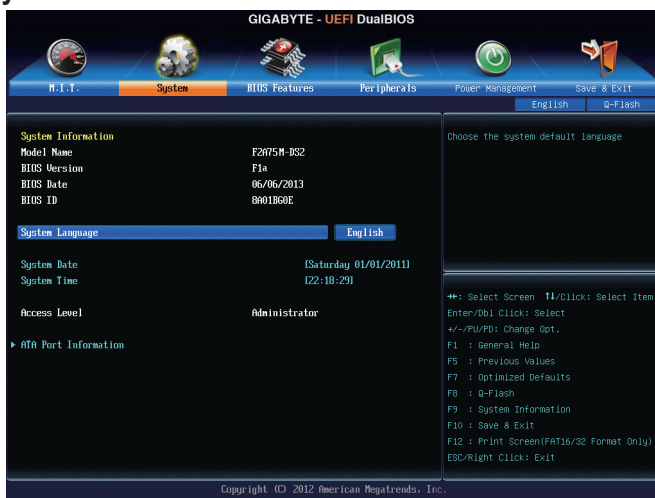 GIGABYTE - UEFI DualBIOS
M.I.T. System BIOS Features Peripherals Power Management Save & Exit
English Q-Flash
System Information
Model Name F2A75M-DS2
BIOS Version F1a
BIOS Date 06/06/2013
BIOS ID 8A01BG0E
System Language English
System Date [Saturday 01/01/2011]
System Time [22:18:29]
Access Level Administrator
ATA Port Information
Choose the system default language
→←: Select Screen ↑↓/Click: Select Item
Enter/Dbl Click: Select
+/-/PU/PD: Change Opt.
F1 : General Help
F5 : Previous Values
F7 : Optimized Defaults
F8 : Q-Flash
F9 : System Information
F10 : Save & Exit
F12 : Print Screen(FAT16/32 Format Only)
ESC/Right Click: Exit
Copyright (C) 2012 American Megatrends, Inc.